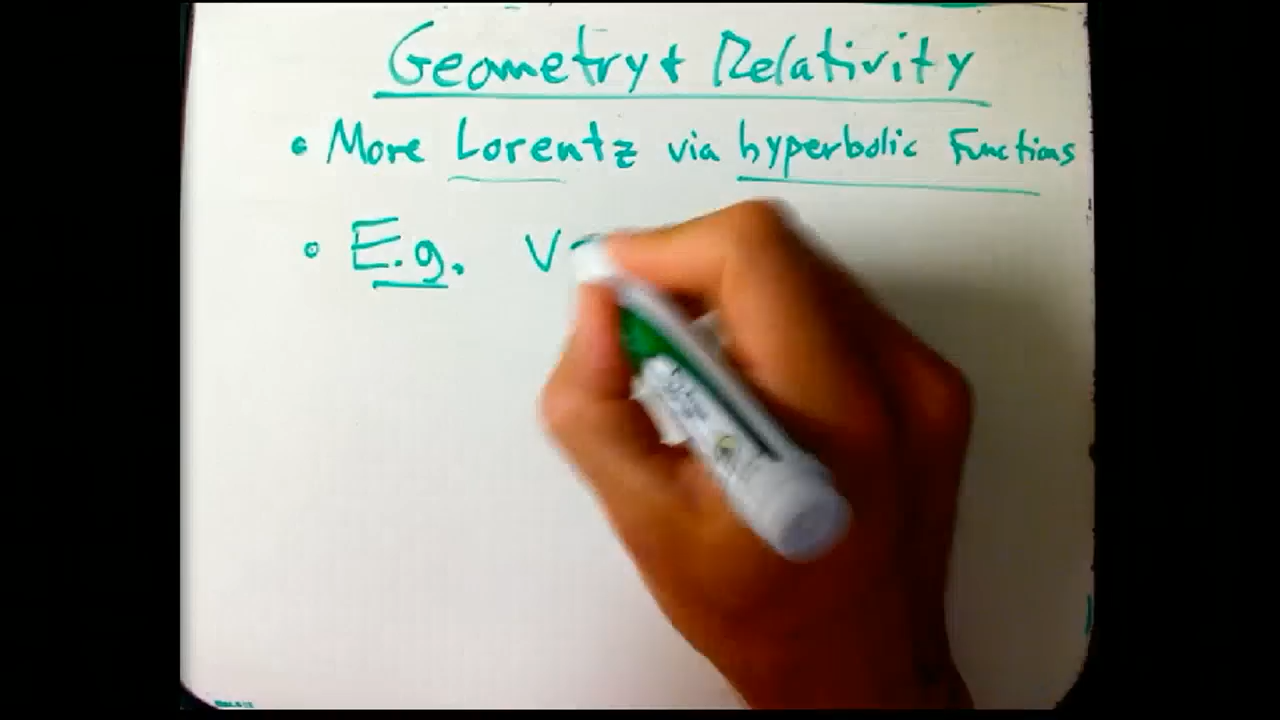 Geometry + Relativity
• More Lorentz via hyperbolic Functions
• E.g. V